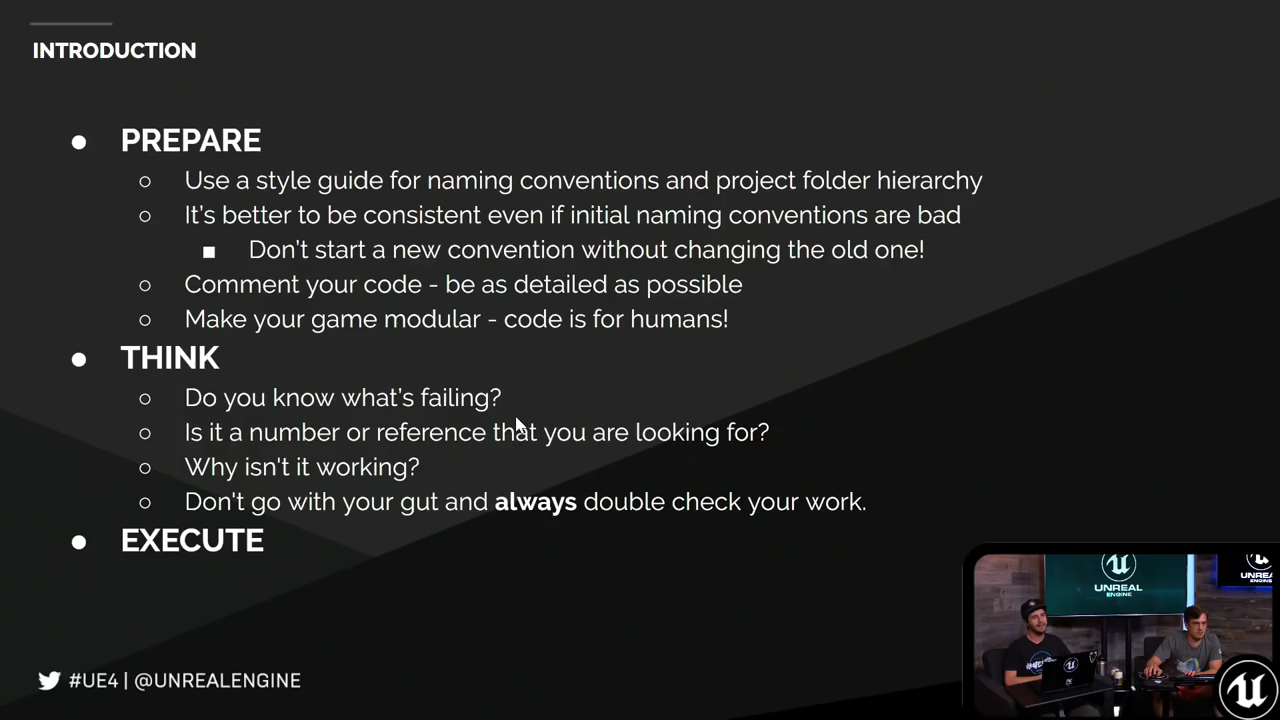 INTRODUCTION
● PREPARE
○ Use a style guide for naming conventions and project folder hierarchy
○ It's better to be consistent even if initial naming conventions are bad
■ Don't start a new convention without changing the old one!
○ Comment your code - be as detailed as possible
○ Make your game modular - code is for humans!
● THINK
○ Do you know what's failing?
○ Is it a number or reference that you are looking for?
○ Why isn't it working?
○ Don't go with your gut and always double check your work.
● EXECUTE
UNREAL
ENGINE
#UE4 | @UNREALENGINE